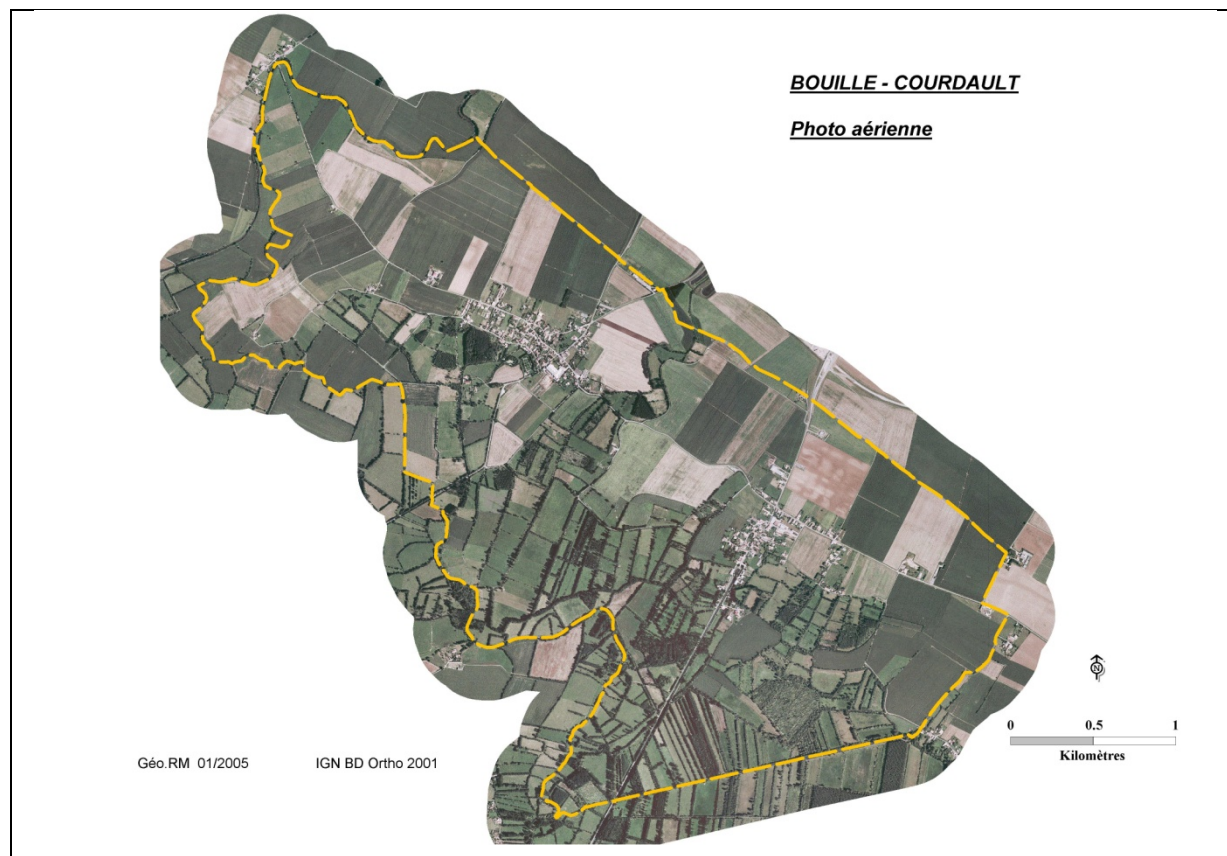 BOUILLE - COURDAULT
Photo aérienne
N
0 0.5 1
Kilomètres
Géo.RM 01/2005 IGN BD Ortho 2001